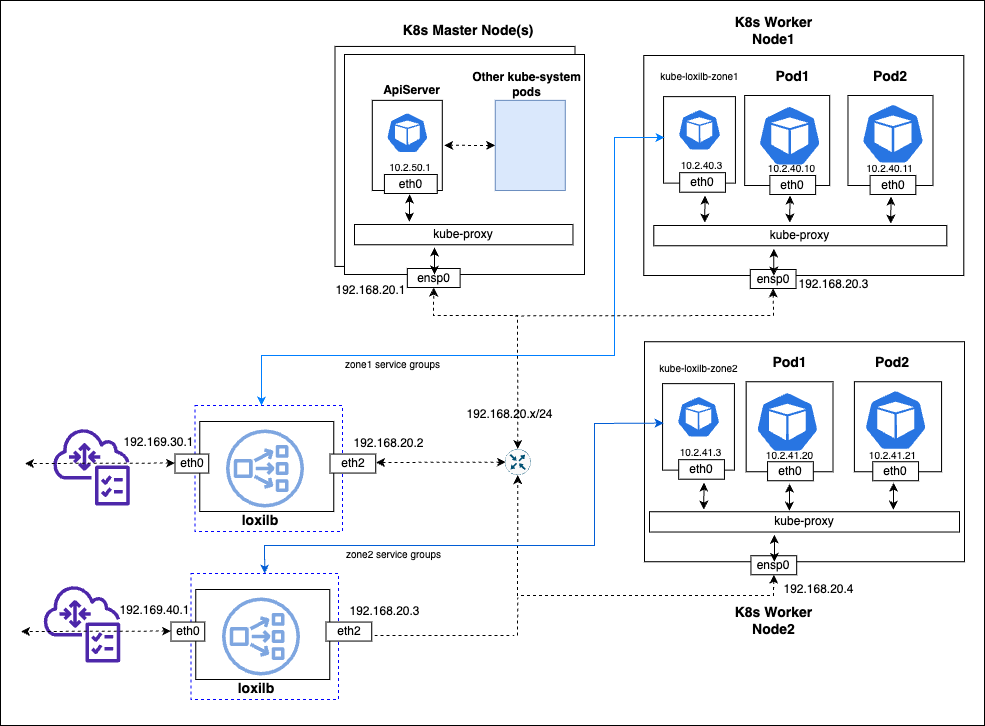 K8s Master Node(s)
ApiServer
Other kube-system
pods
10.2.50.1
eth0
kube-proxy
ensp0
192.168.20.1
K8s Worker
Node1
kube-loxilb-zone1
Pod1
Pod2
10.2.40.3
10.2.40.10
10.2.40.11
eth0
eth0
eth0
kube-proxy
ensp0
192.168.20.3
zone1 service groups
192.168.20.x/24
192.169.30.1
eth0
192.168.20.2
eth2
loxilb
kube-loxilb-zone2
Pod1
Pod2
10.2.41.3
10.2.41.20
10.2.41.21
eth0
eth0
eth0
kube-proxy
ensp0
192.168.20.4
K8s Worker
Node2
zone2 service groups
192.169.40.1
eth0
192.168.20.3
eth2
loxilb